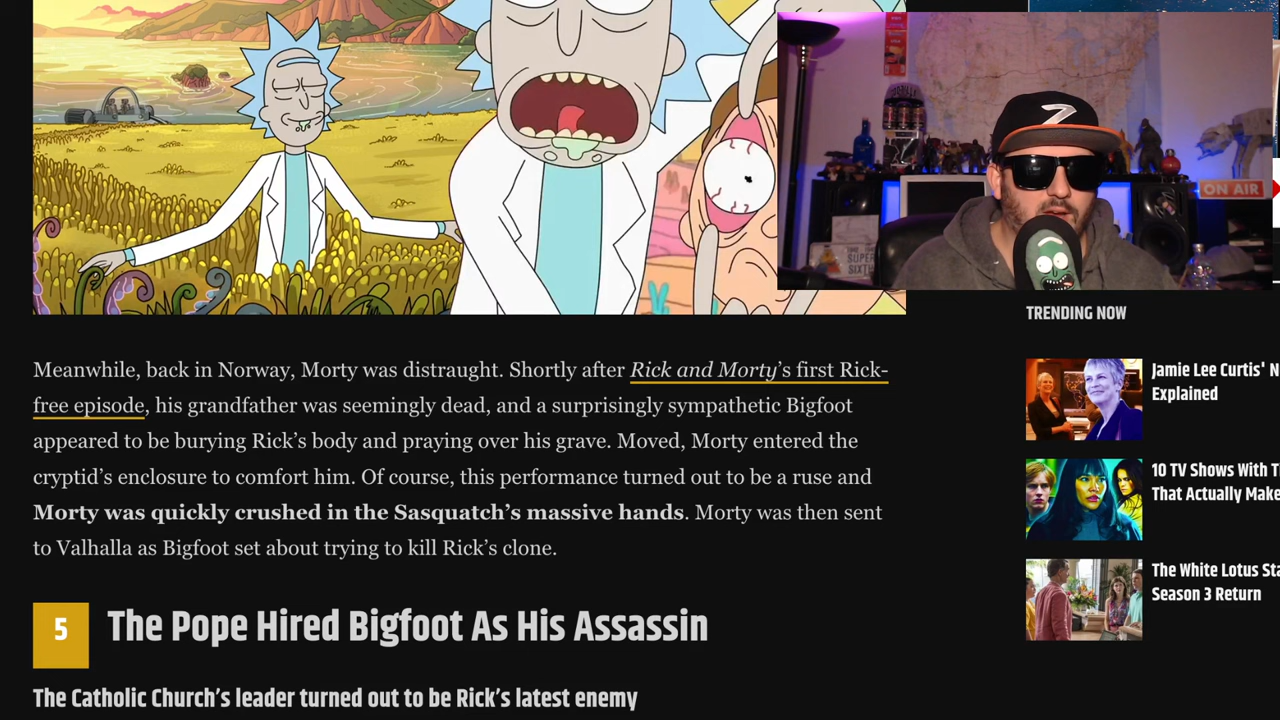 ON AIR
SUPER
TRENDING NOW
Jamie Lee Curtis' N
Explained
10 TV Shows With T
That Actually Make
The White Lotus Sta
Season 3 Return
Meanwhile, back in Norway, Morty was distraught. Shortly after Rick and Morty’s first Rick-
free episode, his grandfather was seemingly dead, and a surprisingly sympathetic Bigfoot
appeared to be burying Rick’s body and praying over his grave. Moved, Morty entered the
cryptid’s enclosure to comfort him. Of course, this performance turned out to be a ruse and
Morty was quickly crushed in the Sasquatch’s massive hands. Morty was then sent
to Valhalla as Bigfoot set about trying to kill Rick’s clone.
5 The Pope Hired Bigfoot As His Assassin
The Catholic Church’s leader turned out to be Rick’s latest enemy